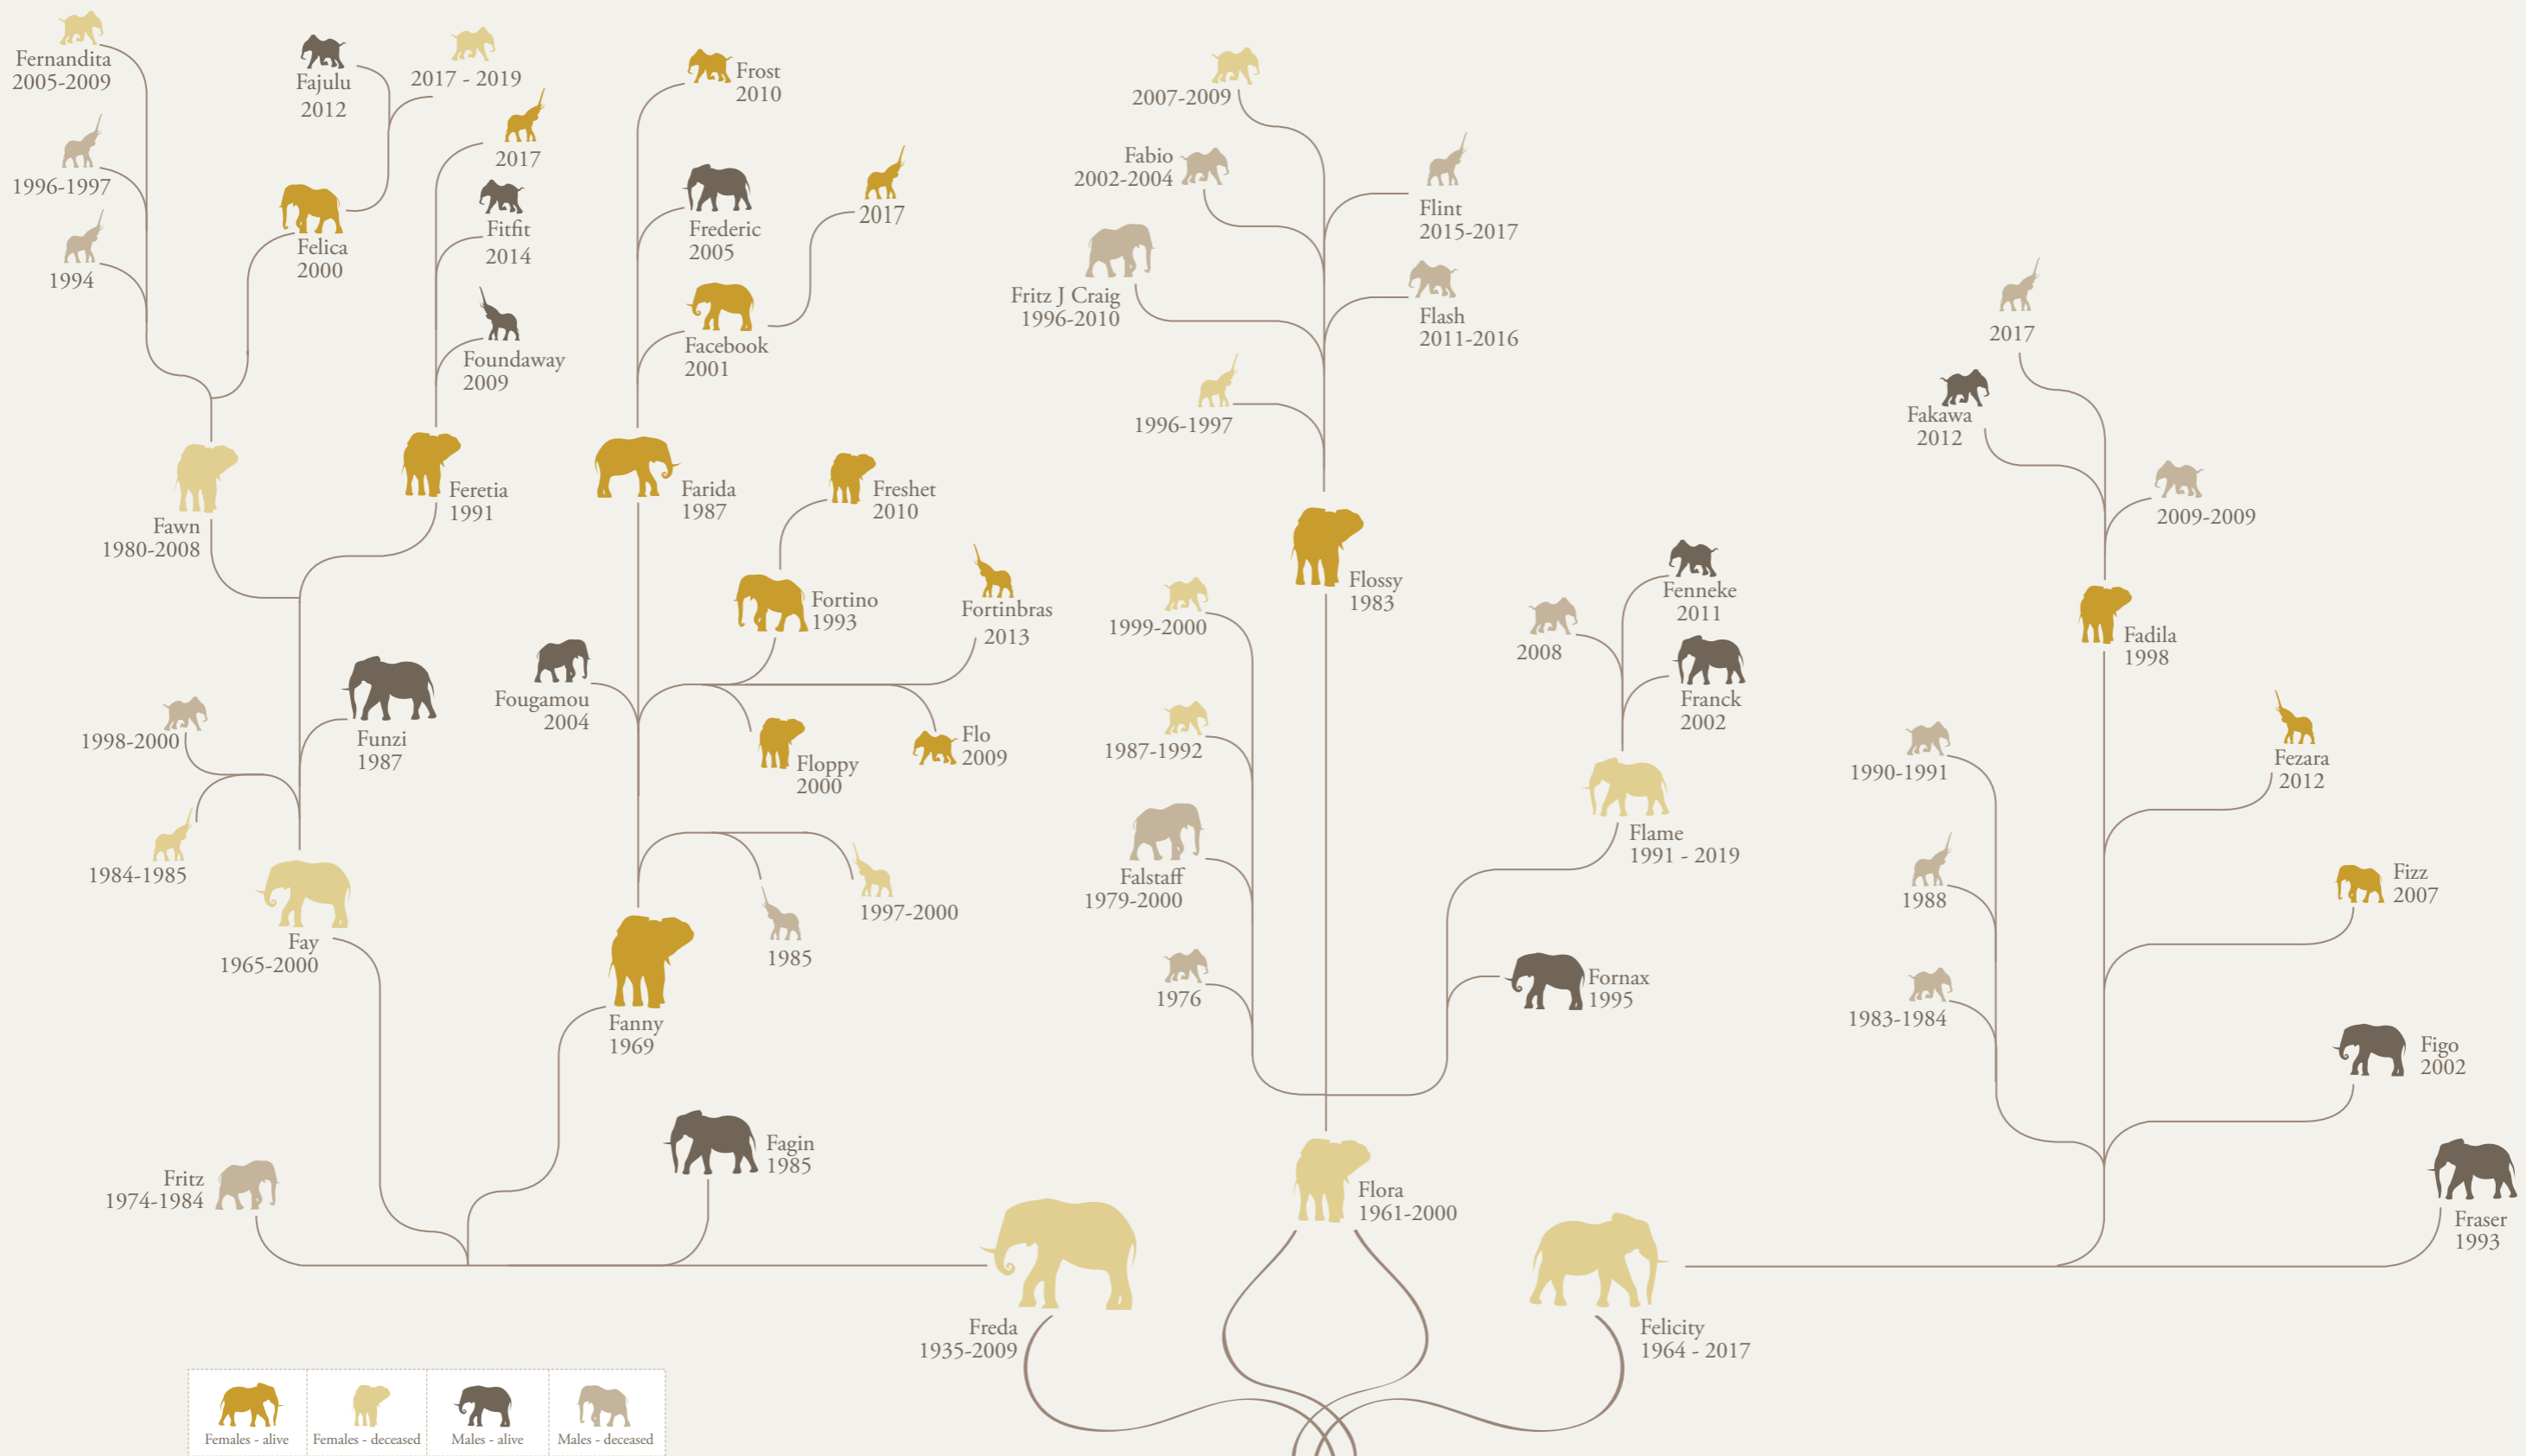 Fernandita
2005-2009
1996-1997
1994
Fajulu
2012
2017 - 2019
2017
Felica
2000
Fitfit
2014
Foundaway
2009
Fawn
1980-2008
Feretia
1991
1998-2000
Funzi
1987
1984-1985
Fay
1965-2000
Frost
2010
Frederic
2005
2017
Facebook
2001
Farida
1987
Freshet
2010
Fortino
1993
Fortinbras
2013
Fougamou
2004
Floppy
2000
Flo
2009
1997-2000
1985
Fanny
1969
Fagin
1985
Fritz
1974-1984
Freda
1935-2009
2007-2009
Fabio
2002-2004
Flint
2015-2017
Fritz J Craig
1996-2010
Flash
2011-2016
1996-1997
Flossy
1983
1999-2000
1987-1992
Falstaff
1979-2000
1976
Fenneke
2011
2008
Franck
2002
Flame
1991 - 2019
Fornax
1995
Flora
1961-2000
2017
Fakawa
2012
2009-2009
Fadila
1998
1990-1991
1988
1983-1984
Fezara
2012
Fizz
2007
Figo
2002
Fraser
1993
Felicity
1964 - 2017
Females - alive
Females - deceased
Males - alive
Males - deceased